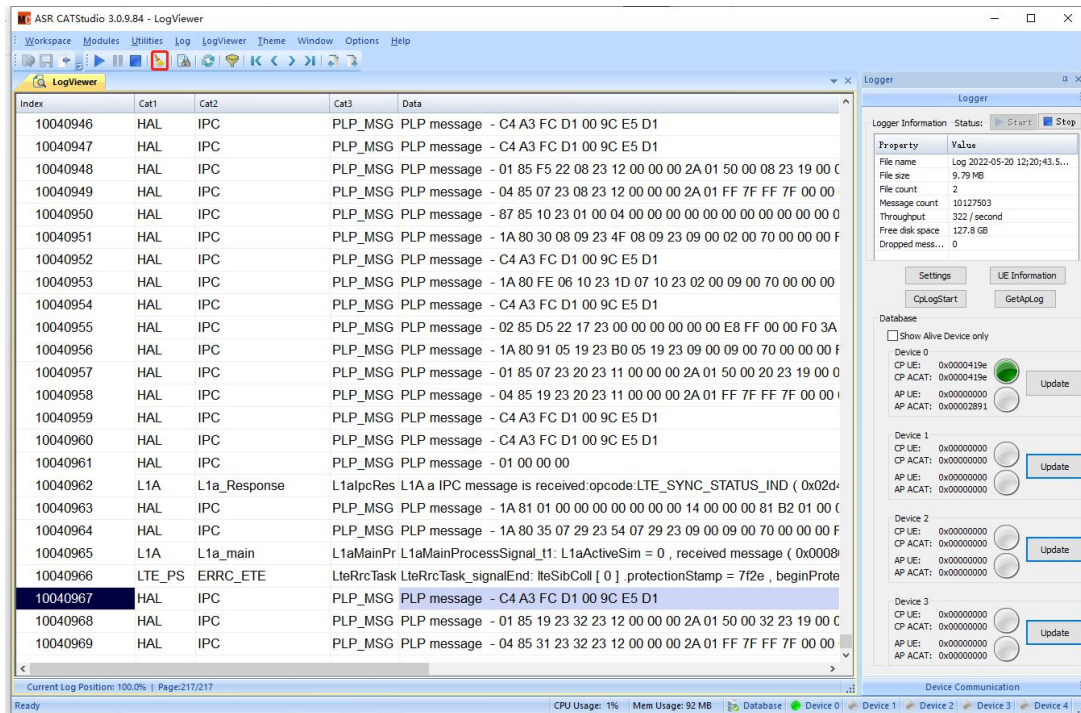 ASR CATStudio 3.0.9.84 - LogViewer
Workspace Modules Utilities Log LogViewer Theme Window Options Help
LogViewer
Index Cat1 Cat2 Cat3 Data
10040946 HAL IPC PLP_MSG PLP message - C4 A3 FC D1 00 9C E5 D1
10040947 HAL IPC PLP_MSG PLP message - C4 A3 FC D1 00 9C E5 D1
10040948 HAL IPC PLP_MSG PLP message - 01 85 F5 22 08 23 12 00 00 00 2A 01 50 00 08 23 19 00
10040949 HAL IPC PLP_MSG PLP message - 04 85 07 23 08 23 12 00 00 00 2A 01 FF 7F FF 7F 00 00
10040950 HAL IPC PLP_MSG PLP message - 87 85 10 23 01 00 04 00 00 00 00 00 00 00 00 00 00 0
10040951 HAL IPC PLP_MSG PLP message - 1A 80 30 08 09 23 4F 08 09 23 09 00 02 00 70 00 00 00
10040952 HAL IPC PLP_MSG PLP message - C4 A3 FC D1 00 9C E5 D1
10040953 HAL IPC PLP_MSG PLP message - 1A 80 FE 06 10 23 1D 07 10 23 02 00 09 00 70 00 00 00
10040954 HAL IPC PLP_MSG PLP message - C4 A3 FC D1 00 9C E5 D1
10040955 HAL IPC PLP_MSG PLP message - 02 85 D5 22 17 23 00 00 00 00 00 00 E8 FF 00 00 F0 3A
10040956 HAL IPC PLP_MSG PLP message - 1A 80 91 05 19 23 B0 05 19 23 09 00 09 00 70 00 00 00
10040957 HAL IPC PLP_MSG PLP message - 01 85 07 23 20 23 11 00 00 00 2A 01 50 00 20 23 19 00 0
10040958 HAL IPC PLP_MSG PLP message - 04 85 19 23 20 23 11 00 00 00 2A 01 FF 7F FF 7F 00 00
10040959 HAL IPC PLP_MSG PLP message - C4 A3 FC D1 00 9C E5 D1
10040960 HAL IPC PLP_MSG PLP message - C4 A3 FC D1 00 9C E5 D1
10040961 HAL IPC PLP_MSG PLP message - 01 00 00 00
10040962 L1A L1a_Response L1aIpcRes L1A a IPC message is received:opcode:LTE_SYNC_STATUS_IND ( 0x02d
10040963 HAL IPC PLP_MSG PLP message - 1A 81 01 00 00 00 00 00 00 00 14 00 00 00 81 B2 01 00
10040964 HAL IPC PLP_MSG PLP message - 1A 80 35 07 29 23 54 07 29 23 09 00 09 00 70 00 00 00
10040965 L1A L1a_main L1aMainPr L1aMainProcessSignal_t1: L1aActiveSim = 0 , received message ( 0x0008
10040966 LTE_PS ERRC_ETE LteRrcTask LteRrcTask_signalEnd: lteSibColl [ 0 ] .protectionStamp = 7f2e , beginProte
10040967 HAL IPC PLP_MSG PLP message - C4 A3 FC D1 00 9C E5 D1
10040968 HAL IPC PLP_MSG PLP message - 01 85 19 23 32 23 12 00 00 00 2A 01 50 00 32 23 19 00
10040969 HAL IPC PLP_MSG PLP message - 04 85 31 23 32 23 12 00 00 00 2A 01 FF 7F FF 7F 00 00
Current Log Position: 100.0% | Page:217/217
Logger
Logger
Logger Information Status: Start Stop
Property Value
File name Log 2022-05-20 12;20;43.5...
File size 9.79 MB
File count 2
Message count 10127503
Throughput 322 / second
Free disk space 127.8 GB
Dropped mess... 0
Settings UE Information
CpLogStart GetApLog
Database
Show Alive Device only
Device 0
CP UE: 0x0000419e
CP ACAT: 0x0000419e
Update
AP UE: 0x00000000
AP ACAT: 0x00002891
Device 1
CP UE: 0x00000000
CP ACAT: 0x00000000
Update
AP UE: 0x00000000
AP ACAT: 0x00000000
Device 2
CP UE: 0x00000000
CP ACAT: 0x00000000
Update
AP UE: 0x00000000
AP ACAT: 0x00000000
Device 3
CP UE: 0x00000000
CP ACAT: 0x00000000
Update
AP UE: 0x00000000
AP ACAT: 0x00000000
Device Communication
Ready CPU Usage: 1% Mem Usage: 92 MB Database Device 0 Device 1 Device 2 Device 3 Device 4